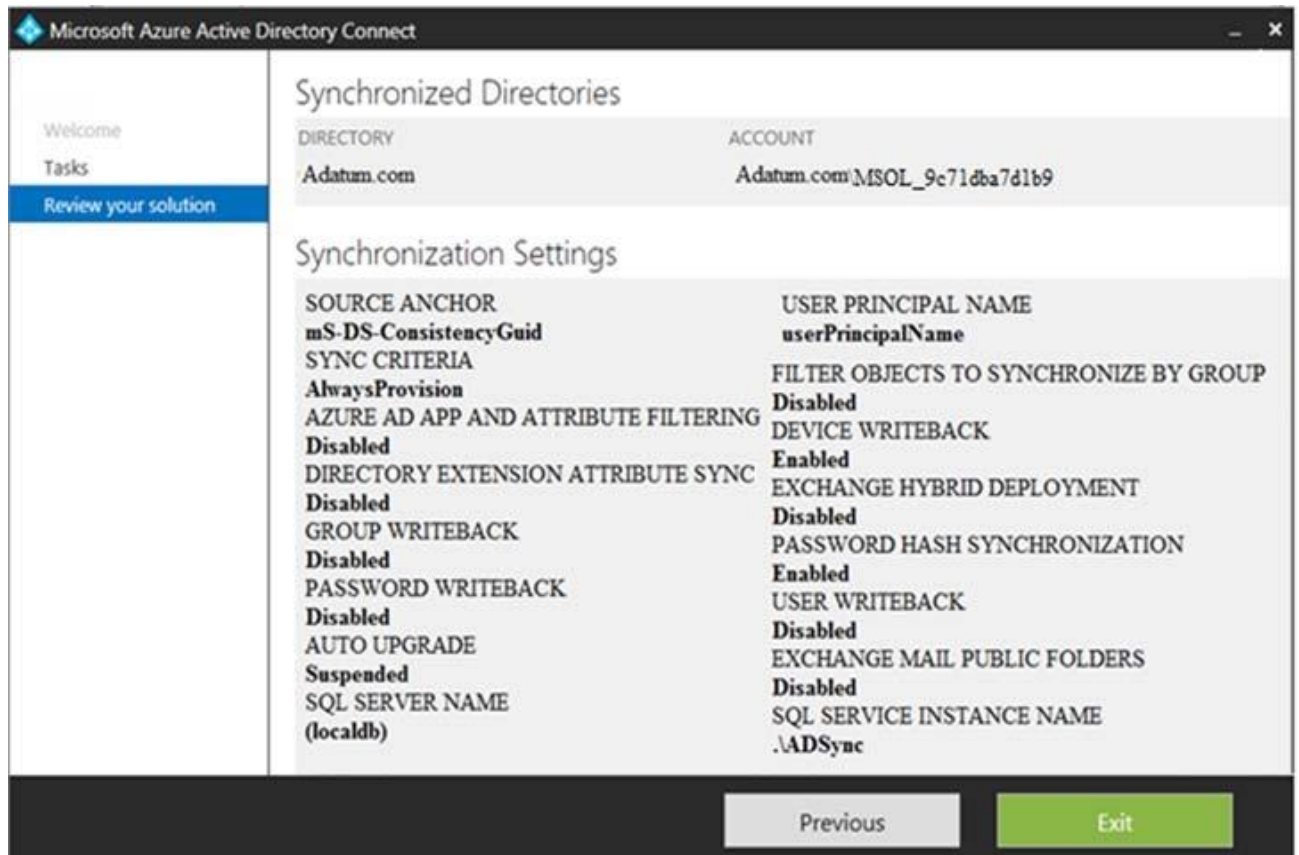 Microsoft Azure Active Directory Connect
Welcome
Tasks
Review your solution
Synchronized Directories
DIRECTORY
ACCOUNT
Adatum.com
Adatum.com\MSOL_9c71dba7d1b9
Synchronization Settings
SOURCE ANCHOR
mS-DS-ConsistencyGuid
SYNC CRITERIA
AlwaysProvision
AZURE AD APP AND ATTRIBUTE FILTERING
Disabled
DIRECTORY EXTENSION ATTRIBUTE SYNC
Disabled
GROUP WRITEBACK
Disabled
PASSWORD WRITEBACK
Disabled
AUTO UPGRADE
Suspended
SQL SERVER NAME
(localdb)
USER PRINCIPAL NAME
userPrincipalName
FILTER OBJECTS TO SYNCHRONIZE BY GROUP
Disabled
DEVICE WRITEBACK
Enabled
EXCHANGE HYBRID DEPLOYMENT
Disabled
PASSWORD HASH SYNCHRONIZATION
Enabled
USER WRITEBACK
Disabled
EXCHANGE MAIL PUBLIC FOLDERS
Disabled
SQL SERVICE INSTANCE NAME
.\ADSync
Previous
Exit